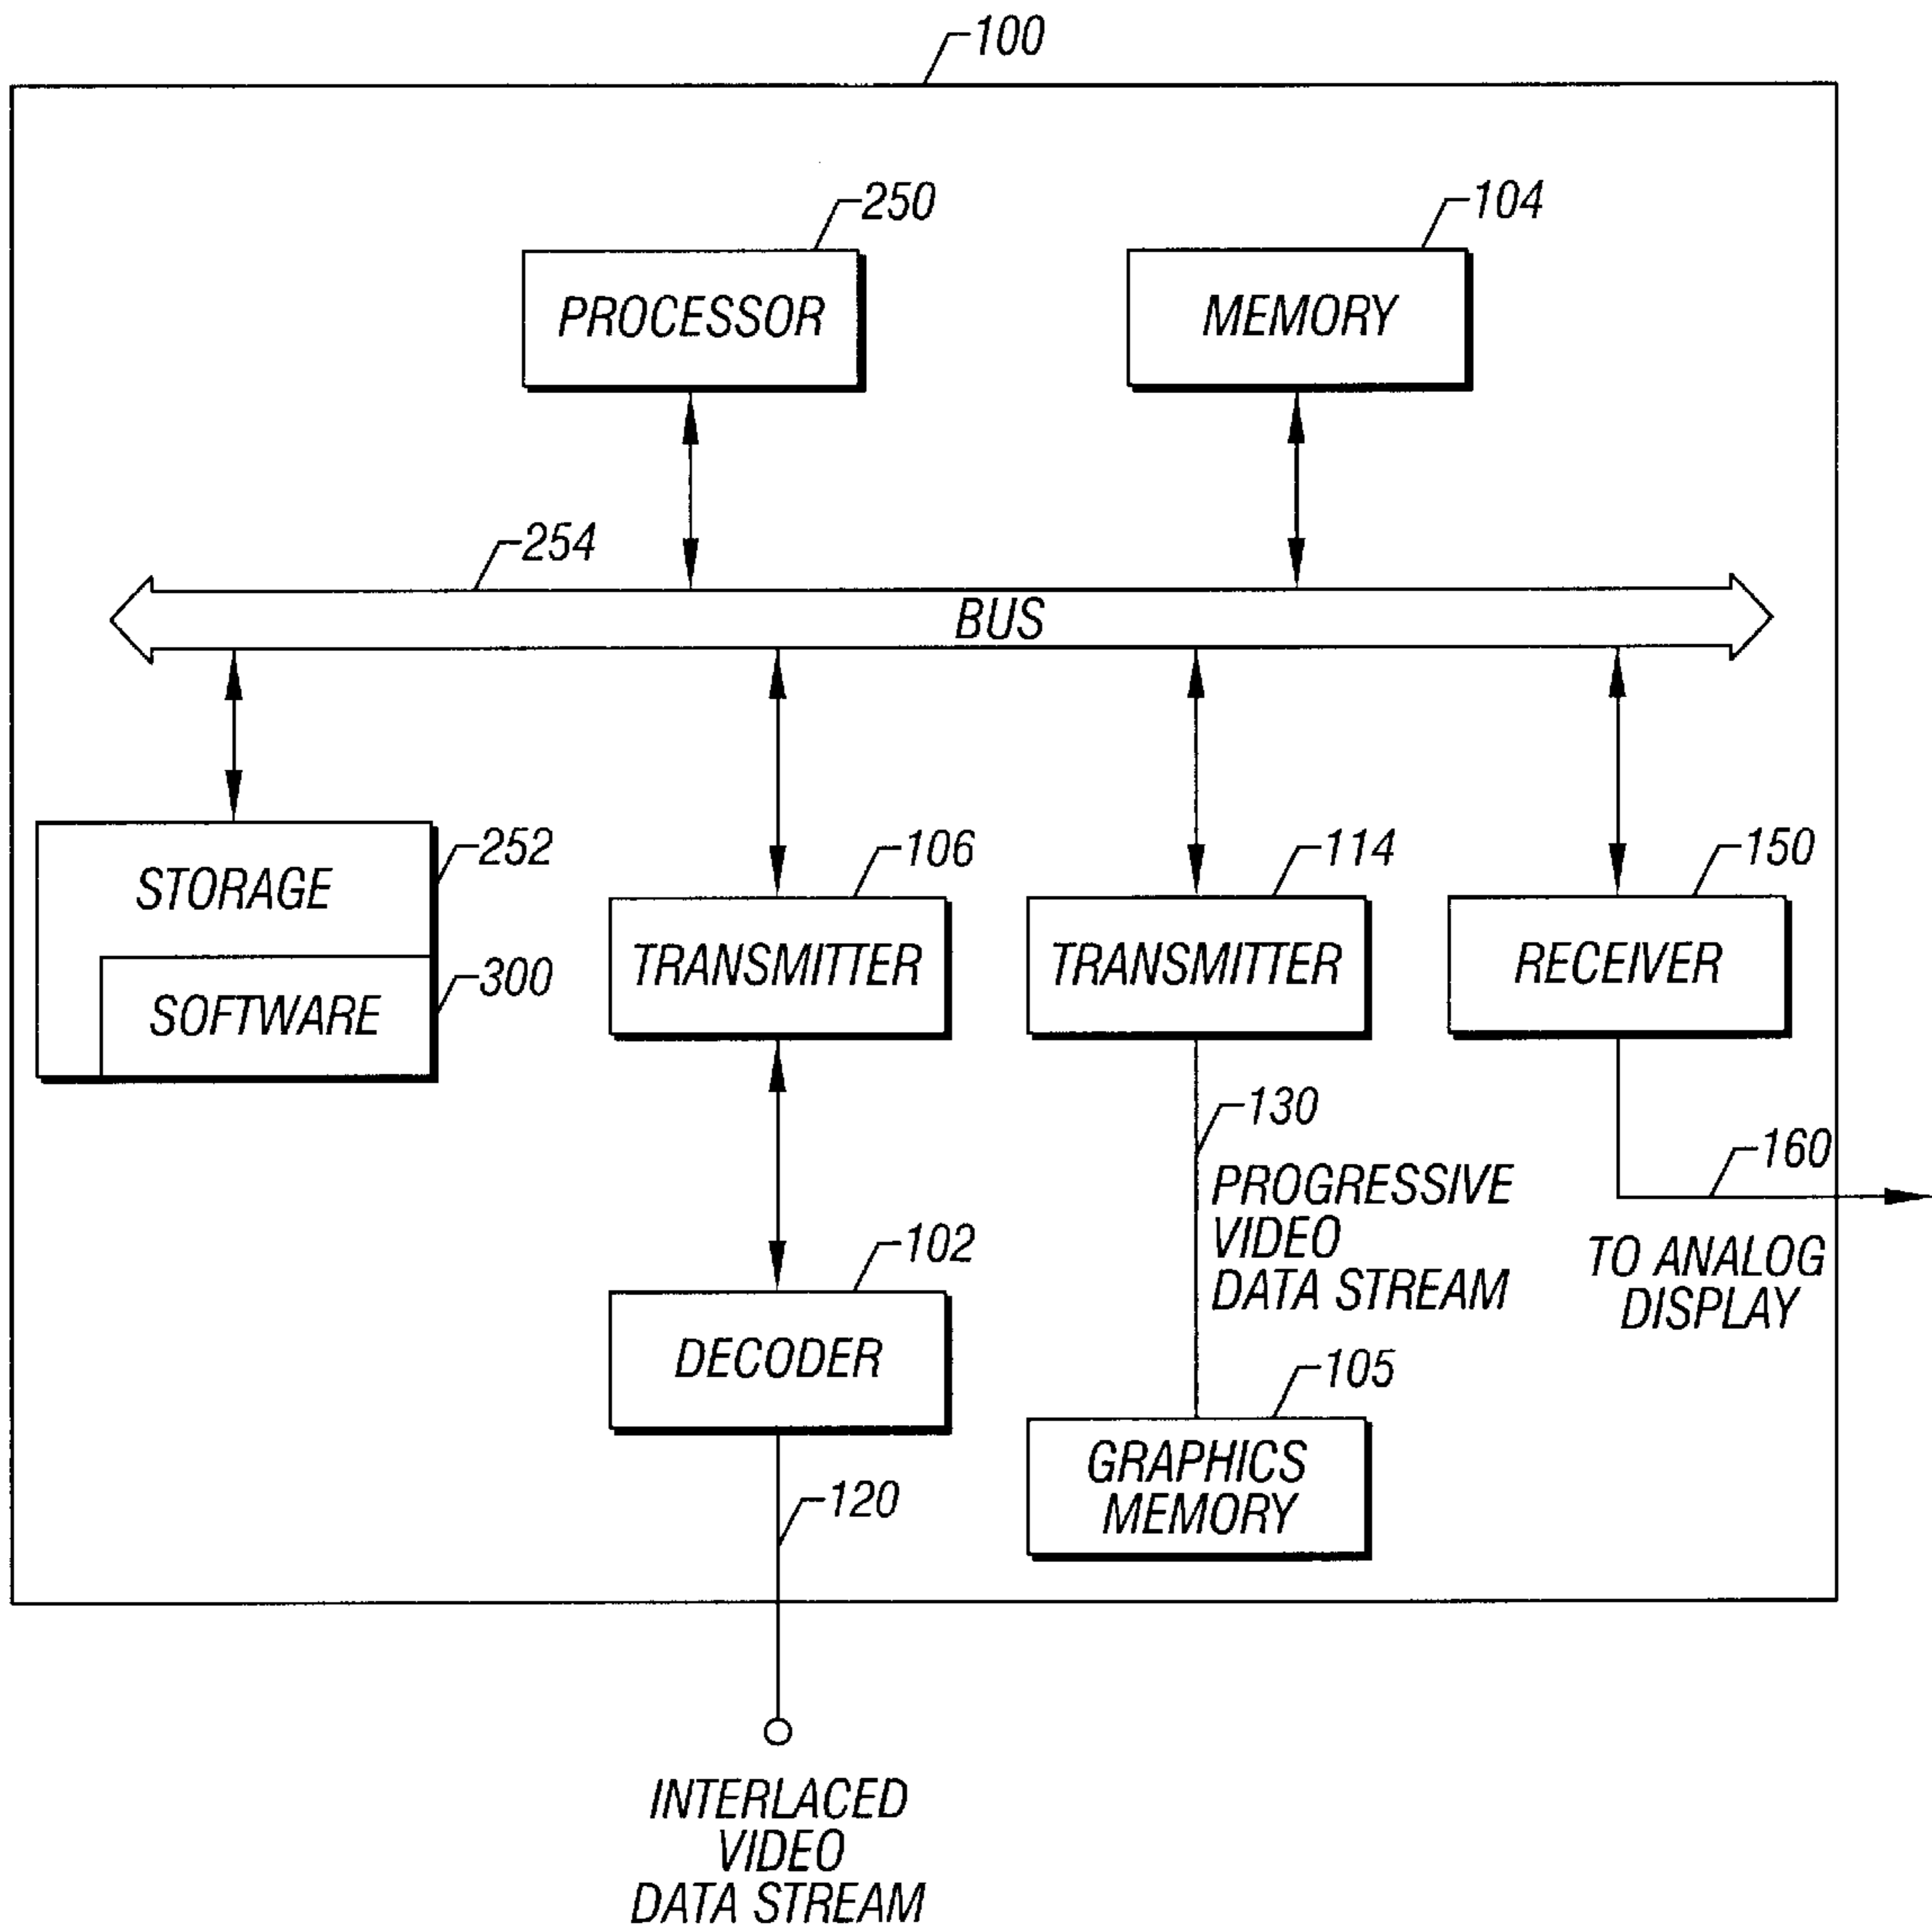 100
250
104
PROCESSOR
MEMORY
254
BUS
252
106
114
150
STORAGE
TRANSMITTER
TRANSMITTER
RECEIVER
300
SOFTWARE
130
160
PROGRESSIVE
VIDEO
DATA STREAM
TO ANALOG
DISPLAY
102
DECODER
105
GRAPHICS
MEMORY
120
INTERLACED
VIDEO
DATA STREAM